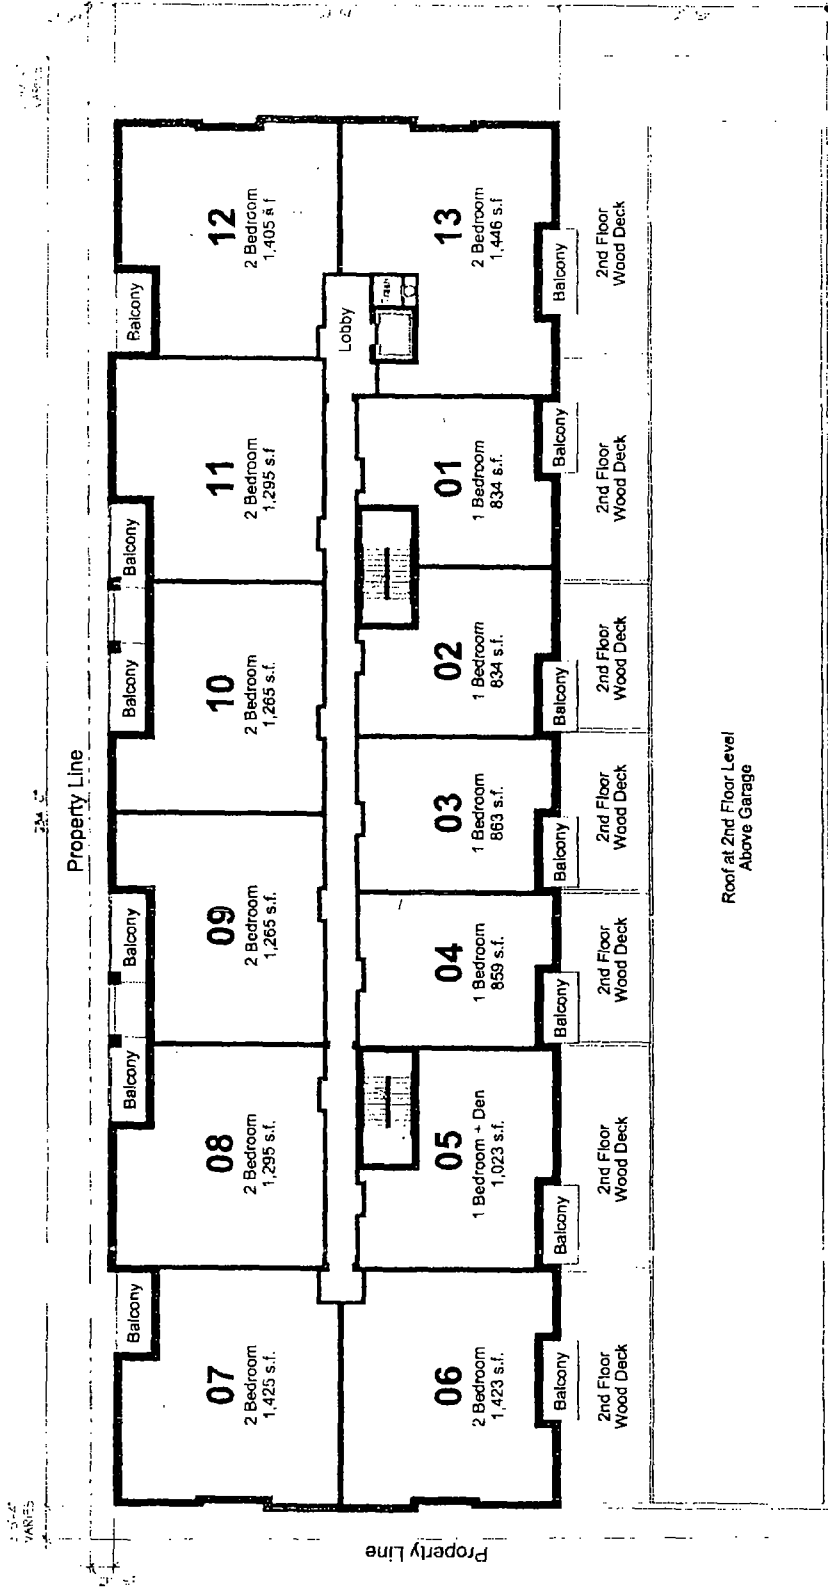 Property Line
07
2 Bedroom
1,425 s.f.
Balcony
08
2 Bedroom
1,295 s.f.
Balcony
09
2 Bedroom
1,265 s.f.
Balcony
10
2 Bedroom
1,265 s.f.
Balcony
11
2 Bedroom
1,295 s.f
Balcony
12
2 Bedroom
1,405 s f
Balcony
Lobby
06
2 Bedroom
1,423 s.f.
Balcony
05
1 Bedroom + Den
1,023 s.f.
Balcony
04
1 Bedroom
859 s.f.
Balcony
03
1 Bedroom
863 s.f.
Balcony
02
1 Bedroom
834 s.f.
Balcony
01
1 Bedroom
834 s.f.
Balcony
13
2 Bedroom
1,446 s.f
Balcony
2nd Floor
Wood Deck
2nd Floor
Wood Deck
2nd Floor
Wood Deck
2nd Floor
Wood Deck
2nd Floor
Wood Deck
2nd Floor
Wood Deck
2nd Floor
Wood Deck
Roof at 2nd Floor Level
Above Garage
Property Line
VARIES